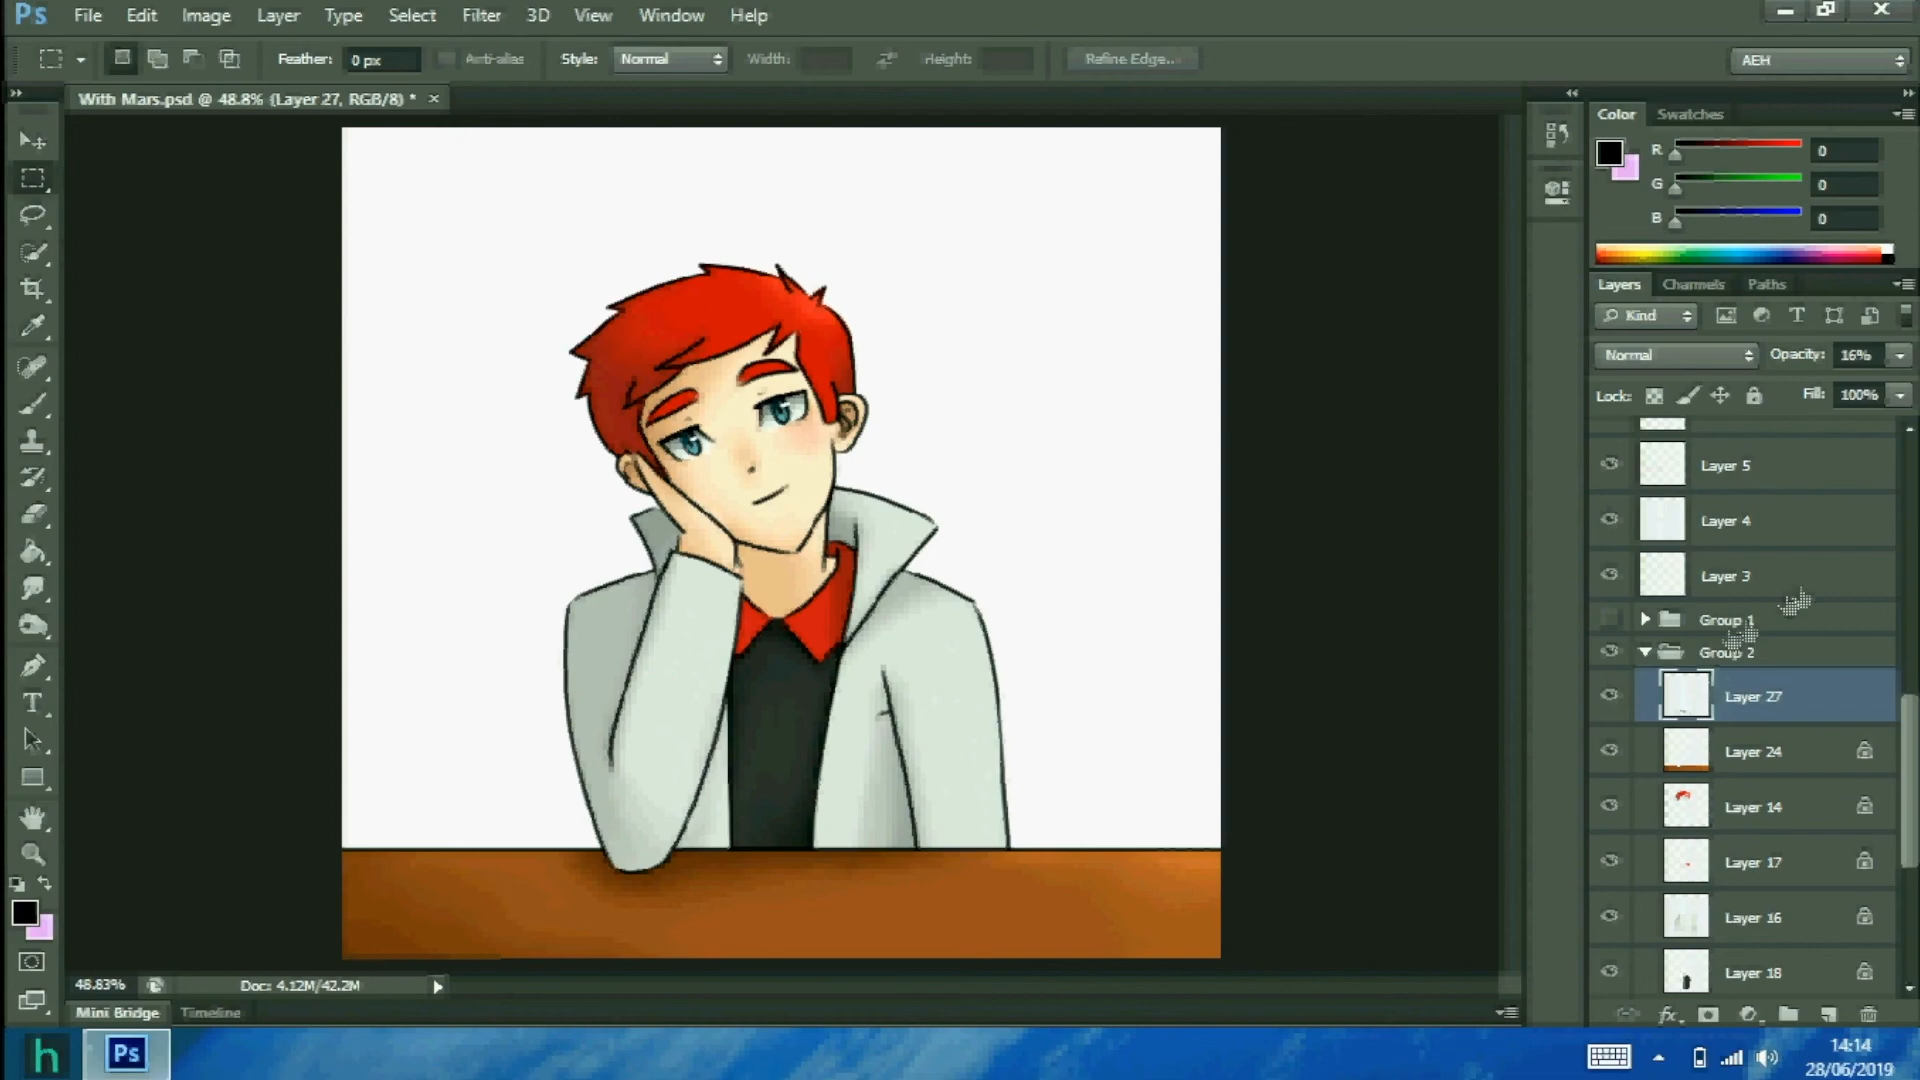 Ps File Edit Image Layer Type Select Filter 3D View Window Help
Feather: 0 px Anti-alias Style: Normal Width: Height: Refine Edge... AEH
With Mars.psd @ 48.8% (Layer 27, RGB/8) * ×
Color Swatches
R 0
G 0
B 0
Layers Channels Paths
Kind
Normal Opacity: 16%
Lock: Fill: 100%
Layer 5
Layer 4
Layer 3
Group 1
Group 2
Layer 27
Layer 24
Layer 14
Layer 17
Layer 16
Layer 18
fx
48.83% Doc: 4.12M/42.2M
Mini Bridge Timeline
h Ps
14:14
28/06/2019